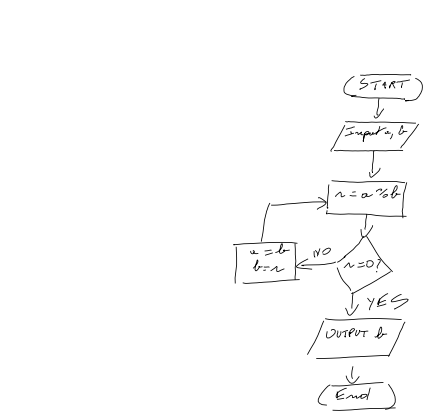 START
Input a, b
r = a % b
r = 0?
NO
a = b
b = r
YES
OUTPUT b
End